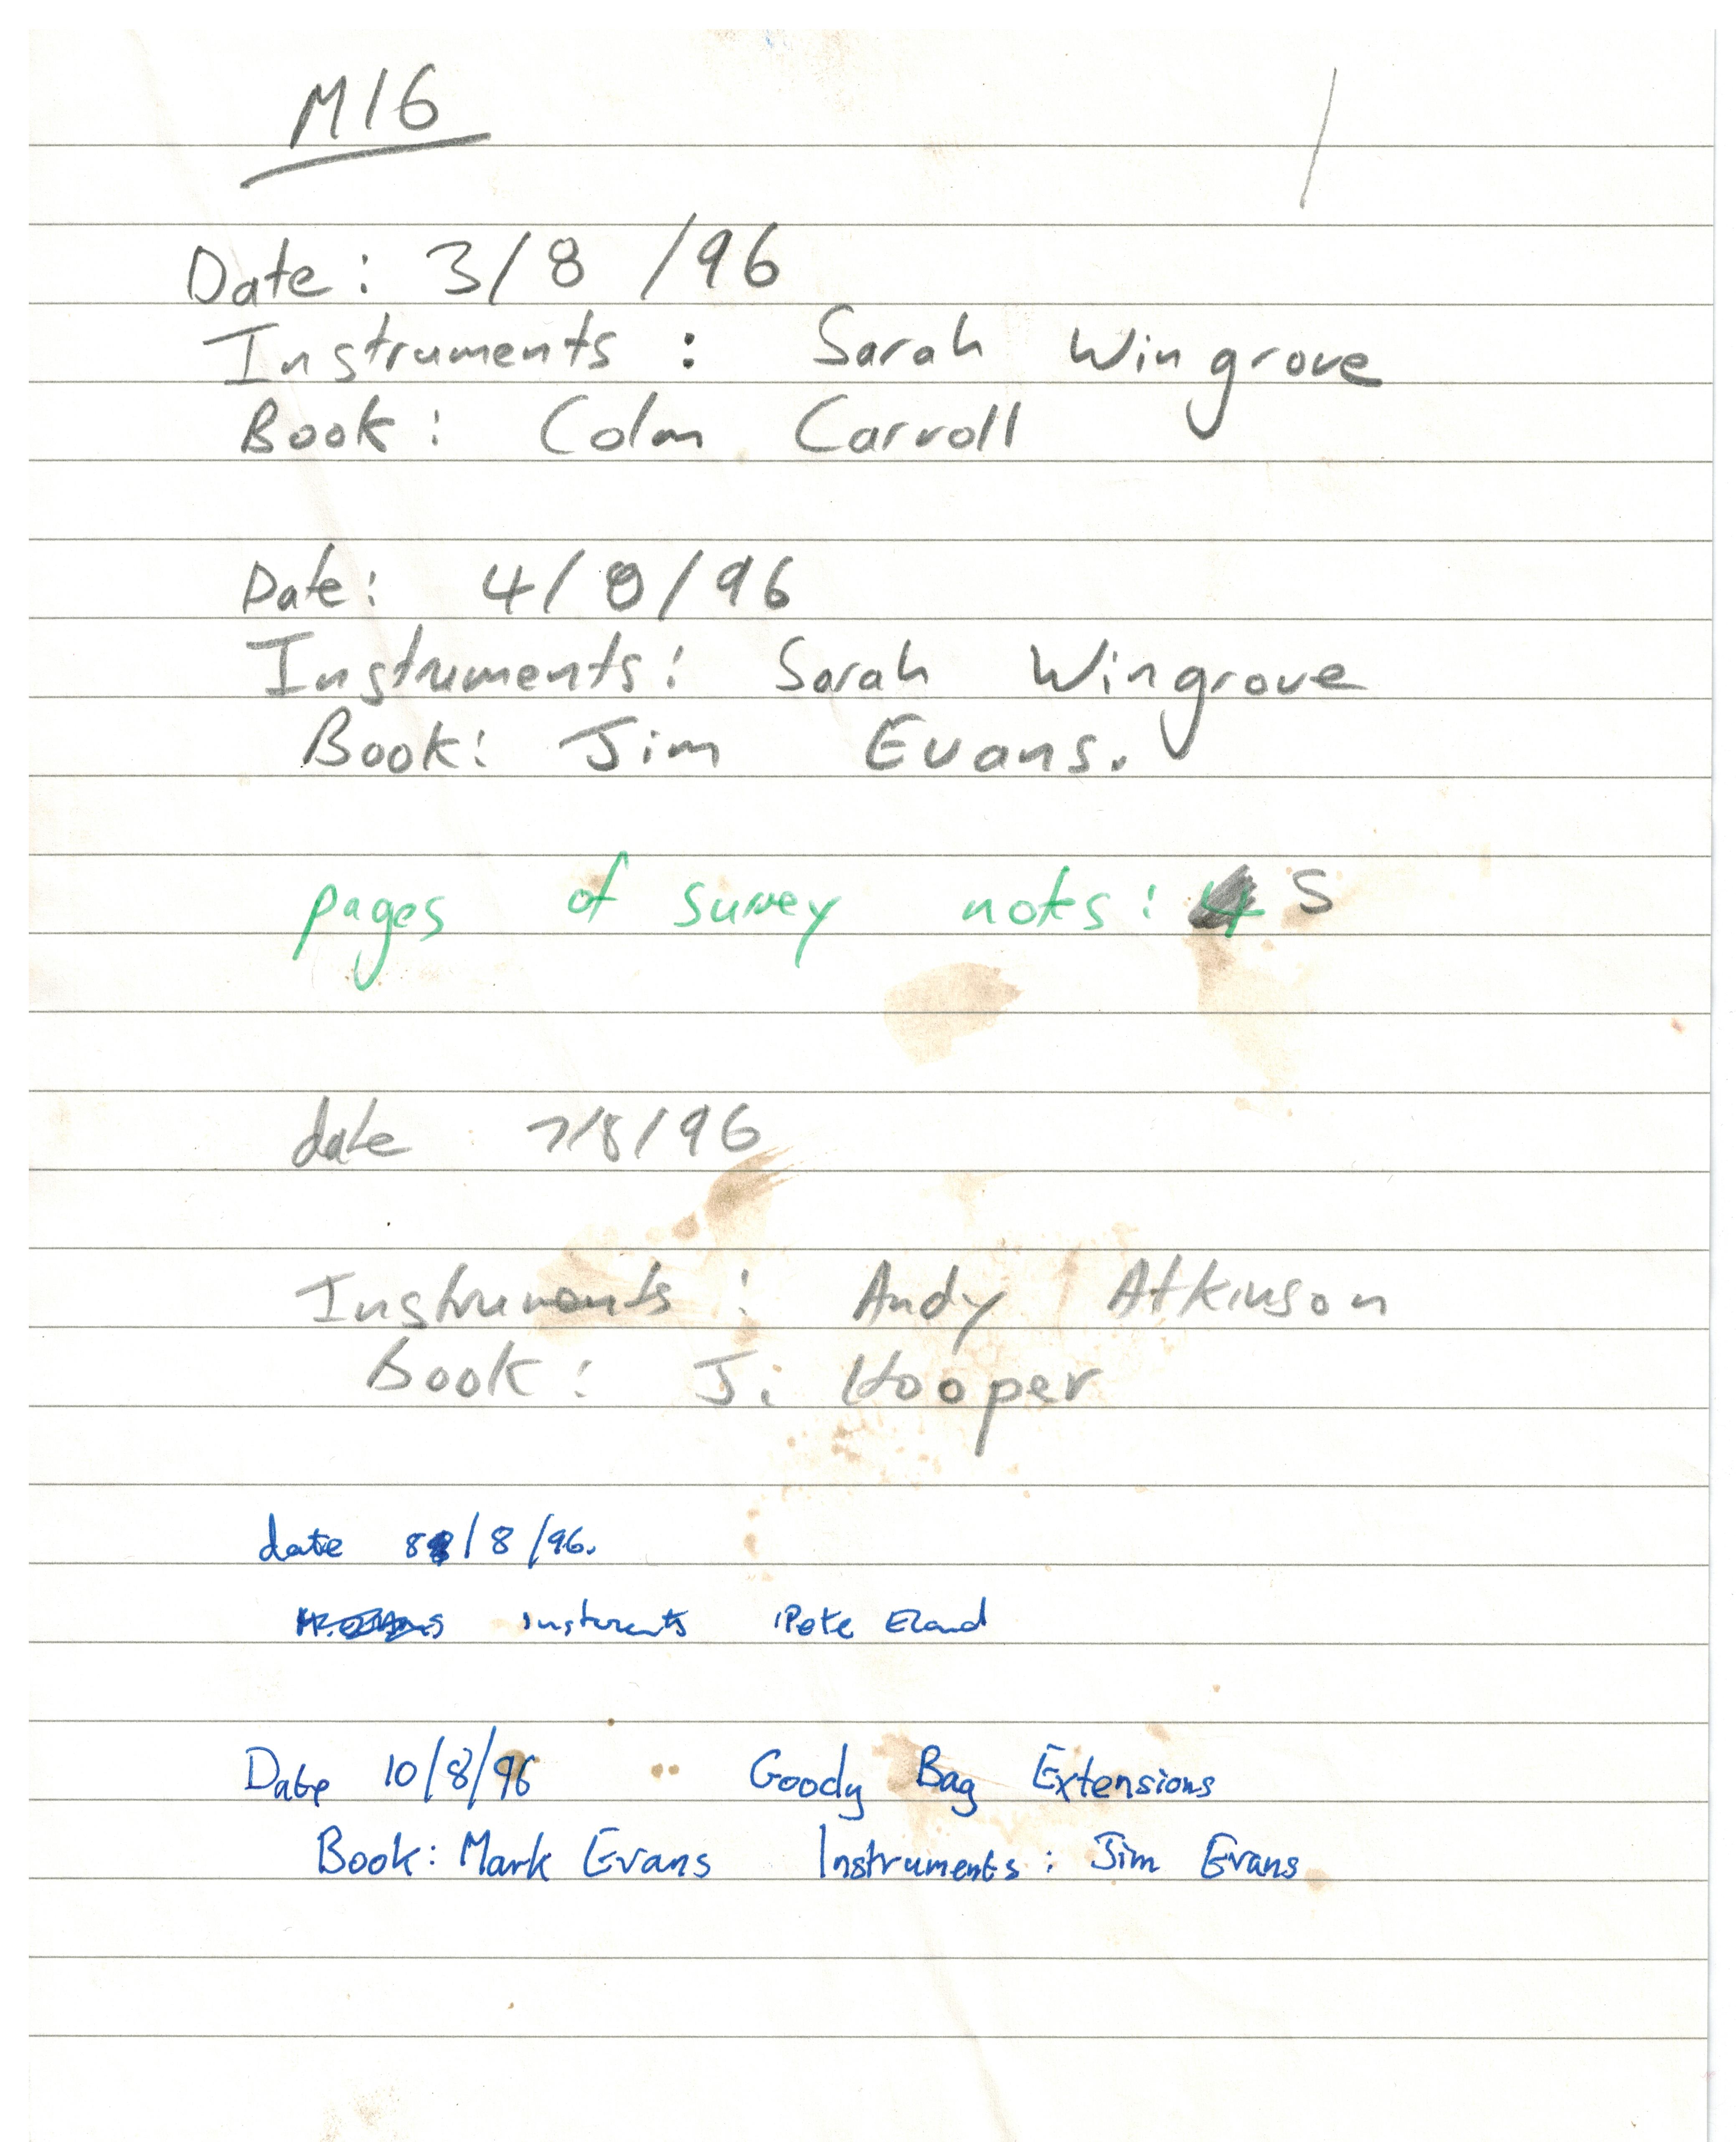 M16
Date: 3/8/96
Instruments: Sarah Wingrove
Book: Colm Carroll
Date: 4/8/96
Instruments: Sarah Wingrove
Book: Jim Evans.
pages of survey notes: 4 5
date 7/8/96
Instruments: Andy Atkinson
Book: J. Hooper
date 8/8/96.
instruments Pete Eland
Date 10/8/96 Goody Bag Extensions
Book: Mark Evans Instruments: Jim Evans